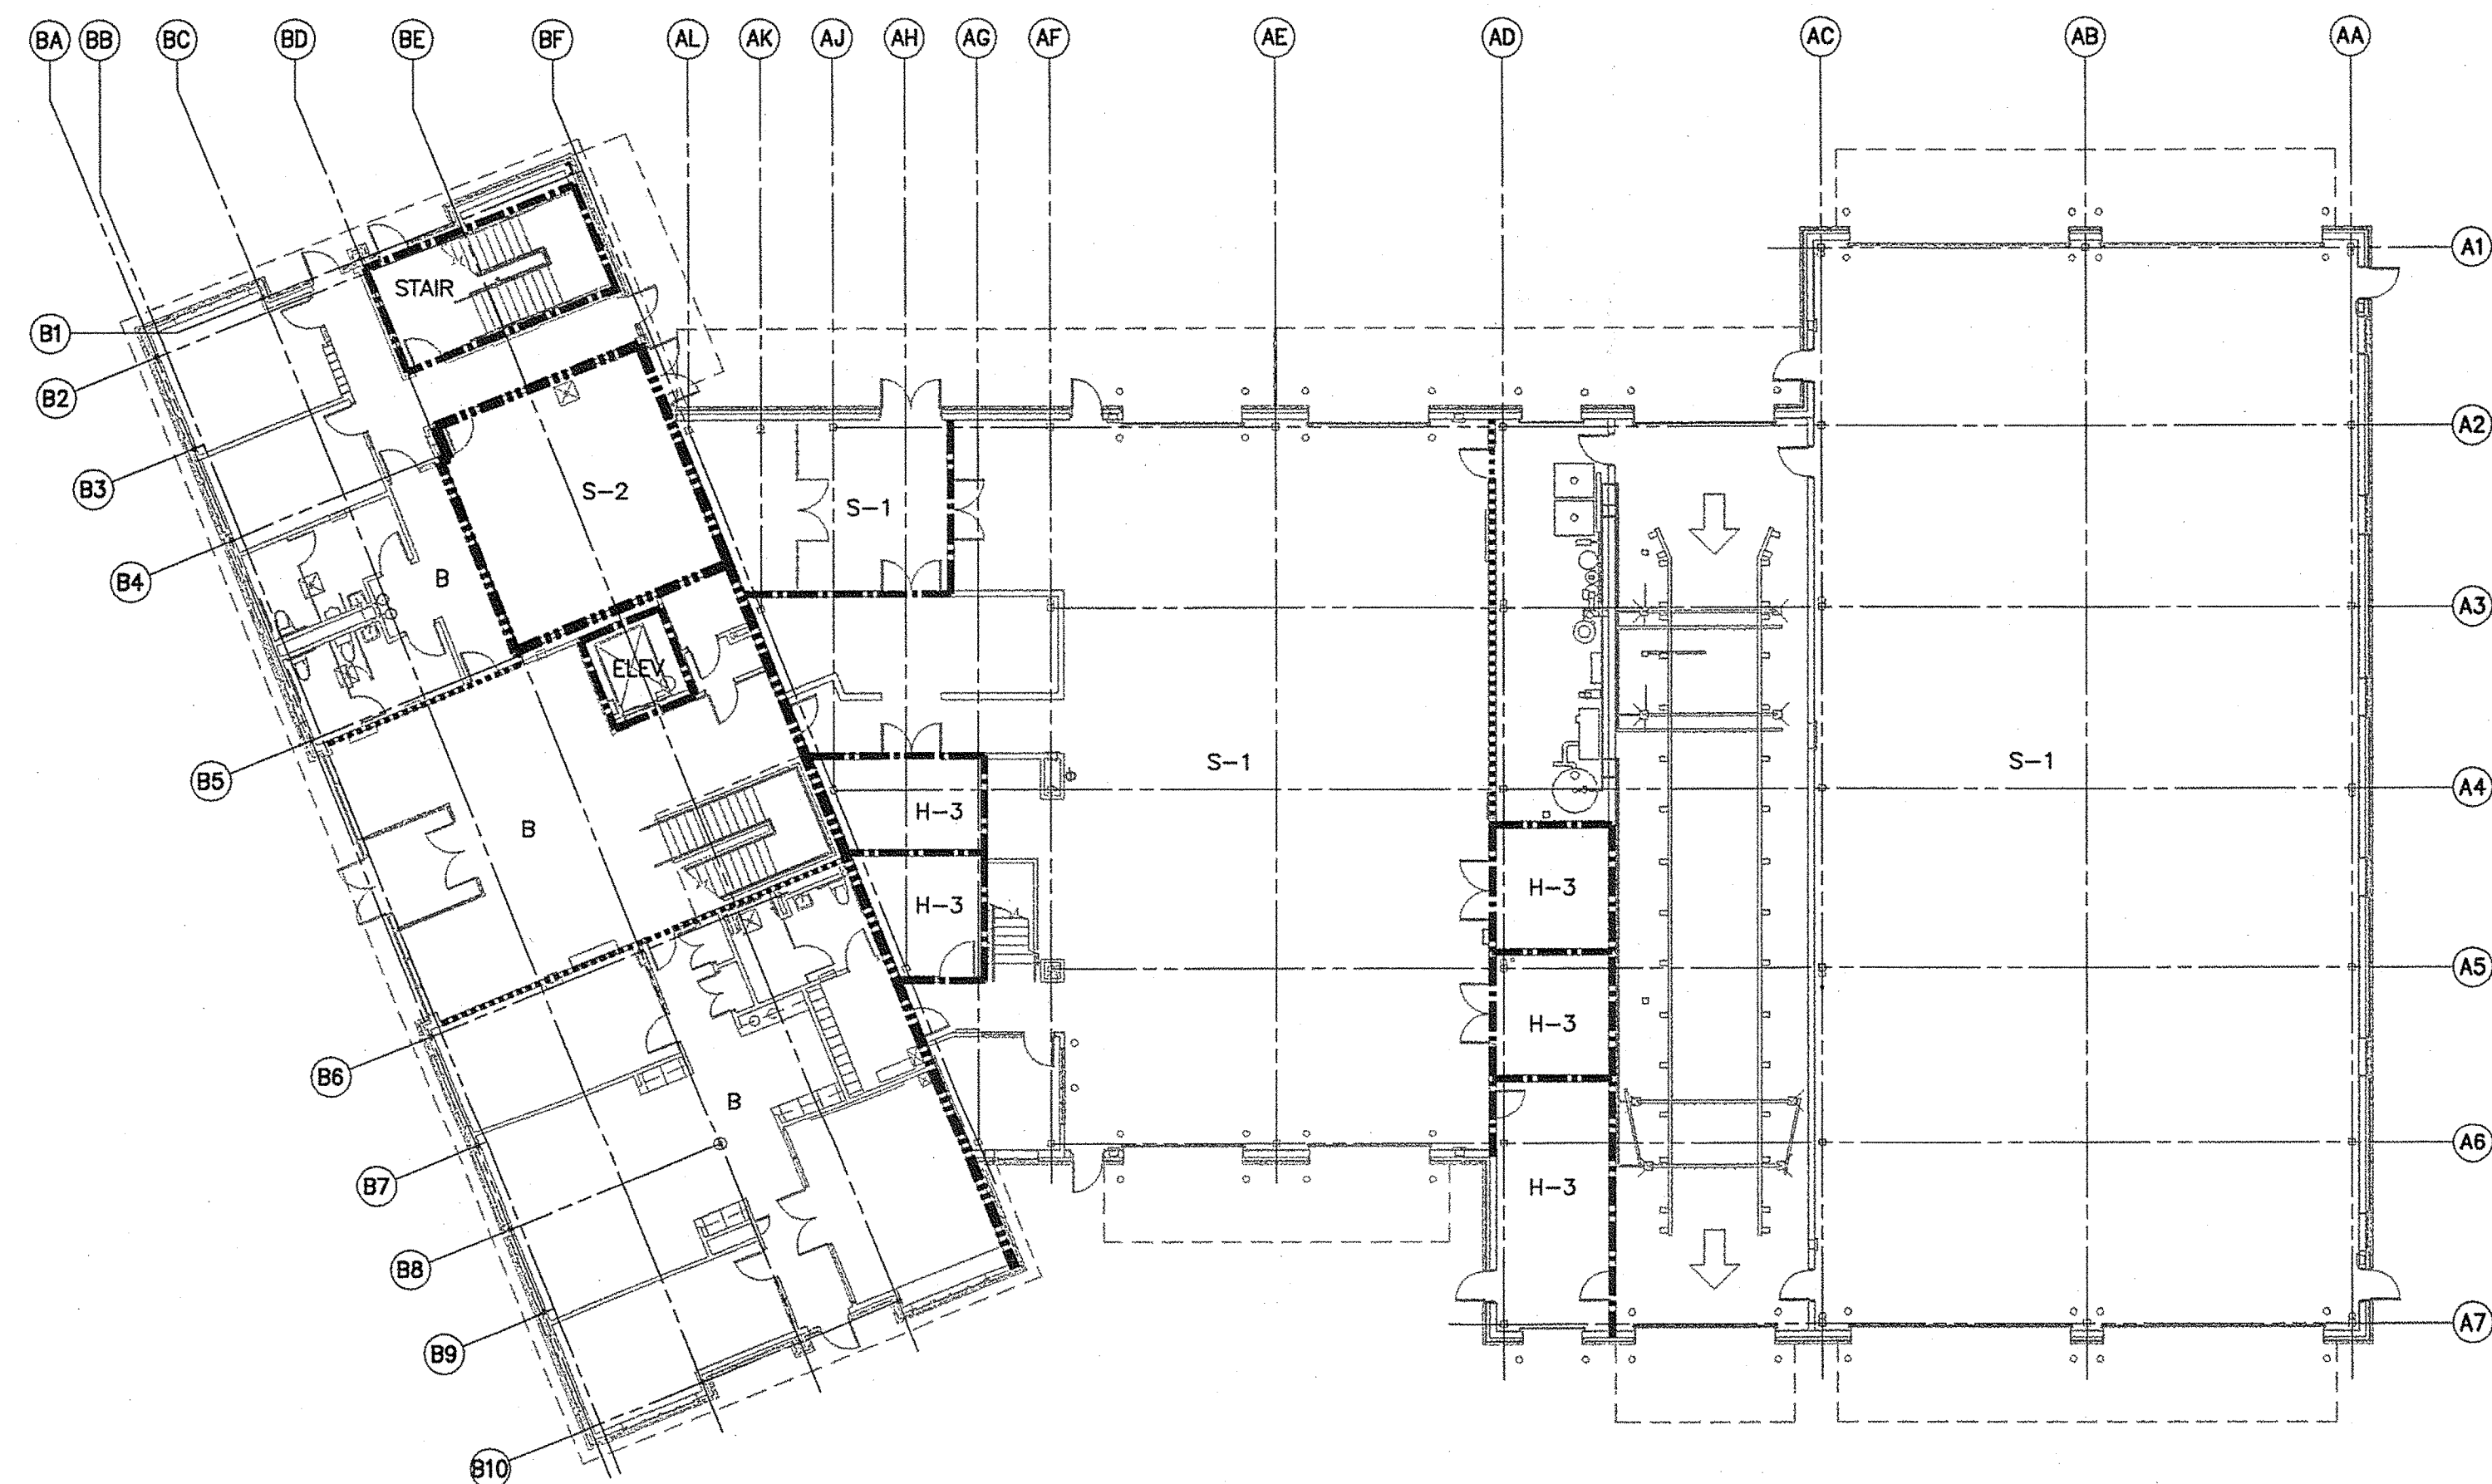 BA BB BC BD BE BF AL AK AJ AH AG AF AE AD AC AB AA
A1
STAIR
B1
B2
A2
B3
S-2
S-1
B4
B
A3
ELEV
B5
S-1
S-1
A4
H-3
B
H-3
H-3
A5
H-3
B6
B
A6
B7
H-3
B8
A7
B9
B10